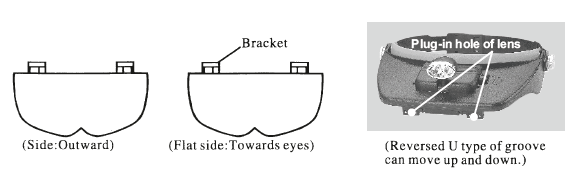 Bracket
Plug-in hole of lens
(Side:Outward)
(Flat side:Towards eyes)
(Reversed U type of groove
can move up and down.)